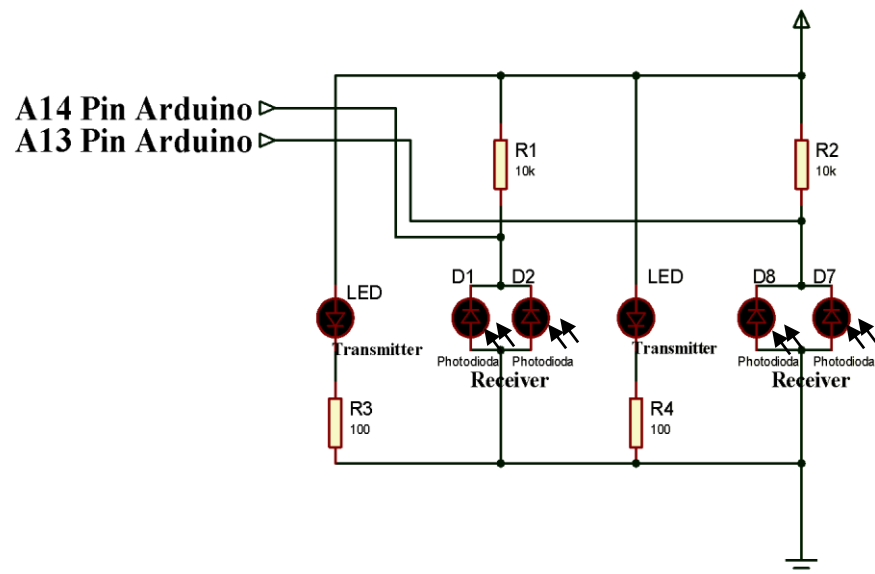 A14 Pin Arduino
A13 Pin Arduino
R1
10k
R2
10k
LED
Transmitter
D1 D2
Photodioda Photodioda
Receiver
LED
Transmitter
D8 D7
Photodioda Photodioda
Receiver
R3
100
R4
100